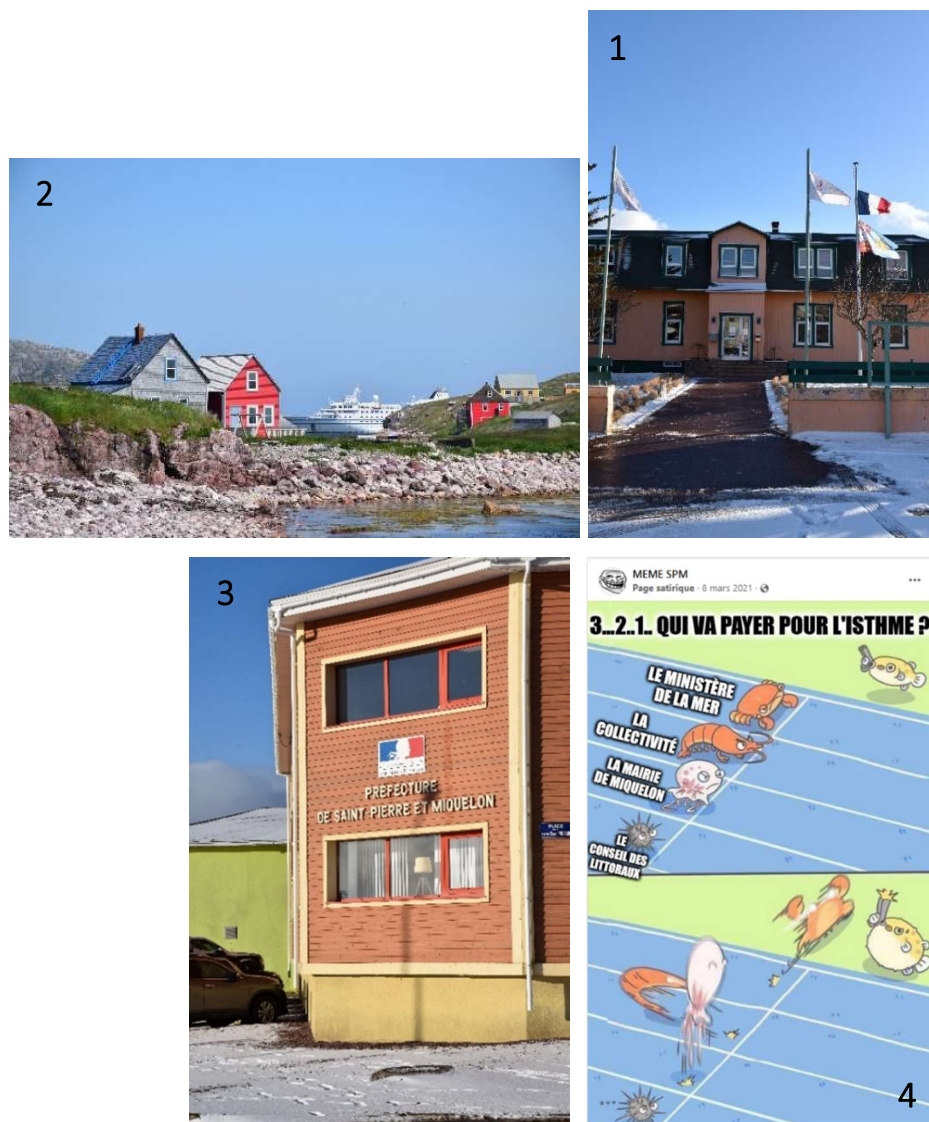 1
2
3
PREFECTURE
DE SAINT-PIERRE ET MIQUELON
PLACE
MEME SPM
Page satirique · 8 mars 2021 ·
3...2..1.. QUI VA PAYER POUR L'ISTHME ?
LE MINISTÈRE
DE LA MER
LA
COLLECTIVITÉ
LA MAIRIE
DE MIQUELON
LE
CONSEIL DES
LITTORAUX
4